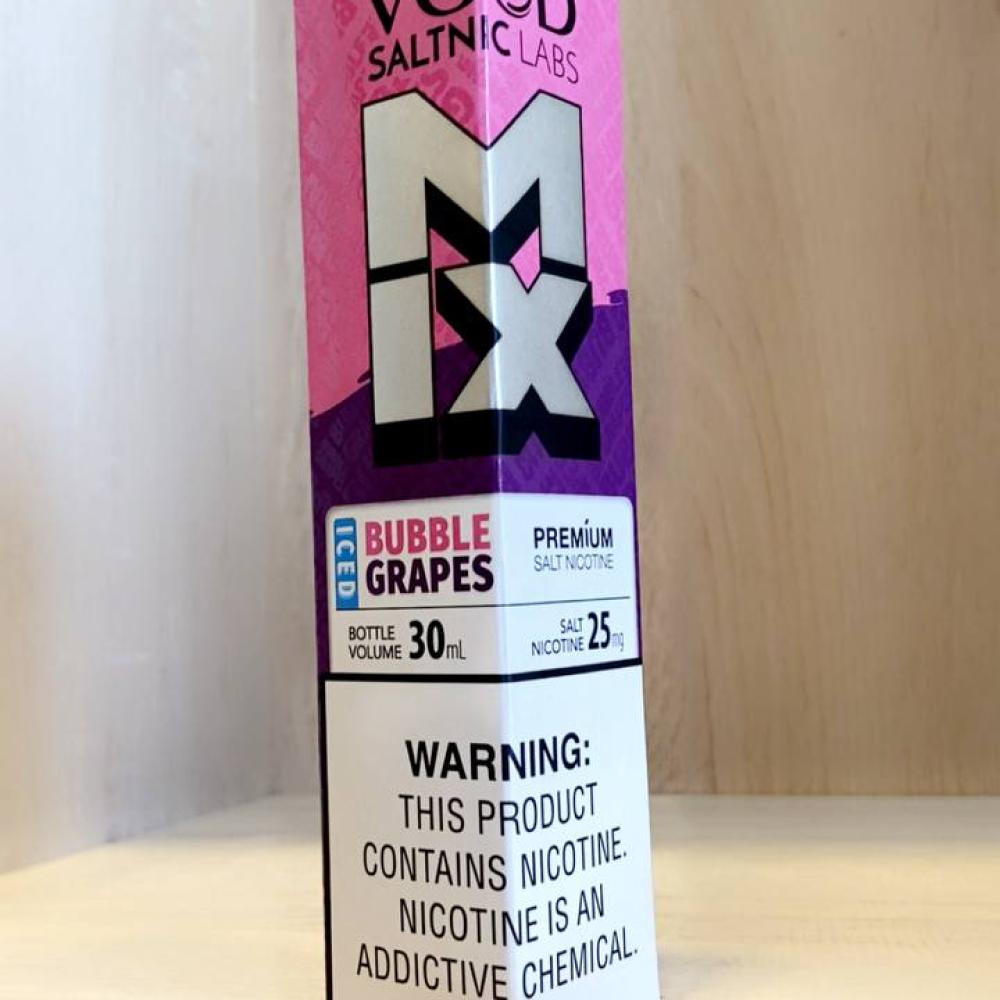 SALTNIC LABS
MIX
ICED
BUBBLE
GRAPES
PREMIUM
SALT NICOTINE
BOTTLE
VOLUME 30mL
SALT
NICOTINE 25mg
WARNING:
THIS PRODUCT
CONTAINS NICOTINE.
NICOTINE IS AN
ADDICTIVE CHEMICAL.